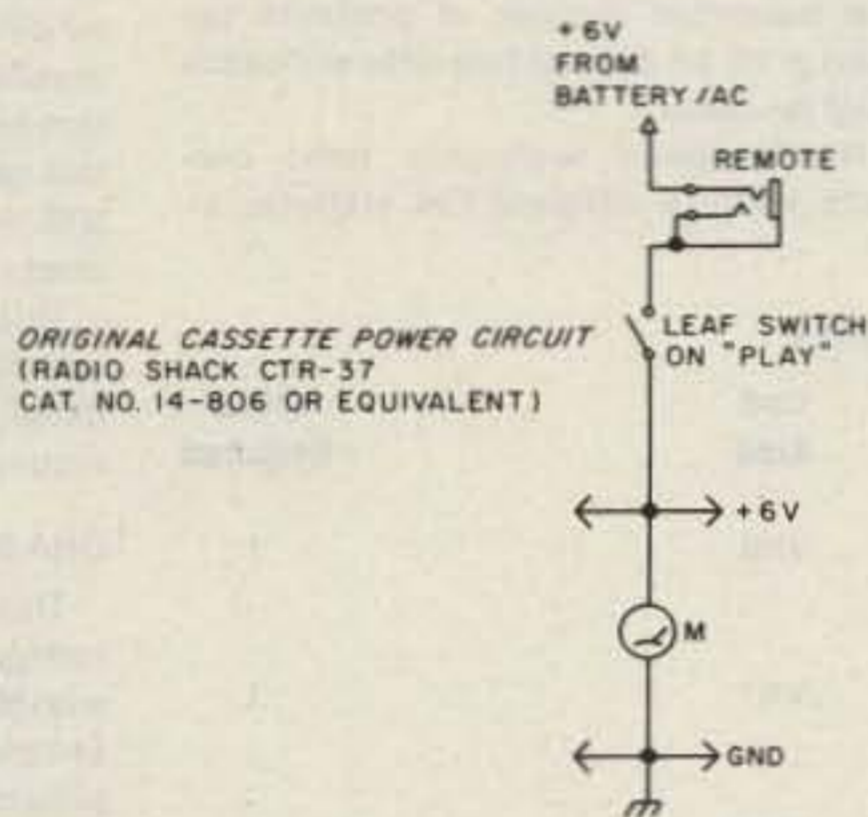 +6V
FROM
BATTERY/AC
REMOTE
ORIGINAL CASSETTE POWER CIRCUIT
(RADIO SHACK CTR-37
CAT. NO. 14-806 OR EQUIVALENT)
LEAF SWITCH
ON "PLAY"
+6V
M
GND